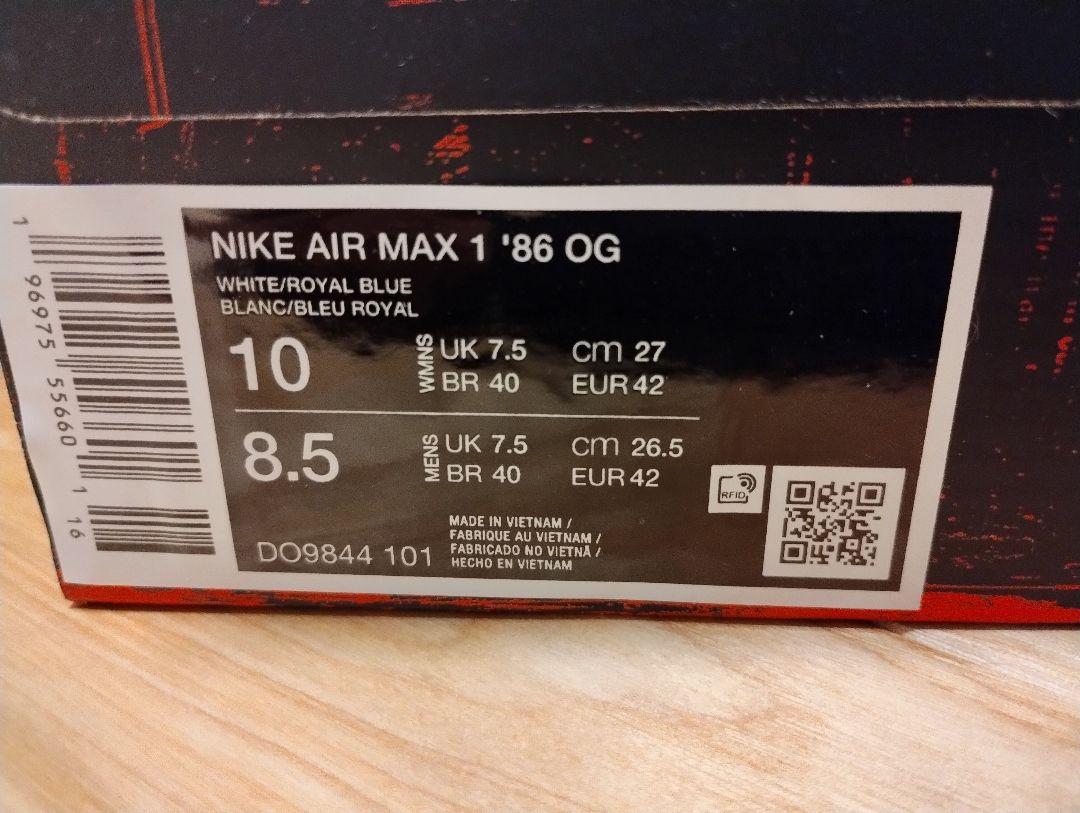 NIKE AIR MAX 1 '86 OG
WHITE/ROYAL BLUE
BLANC/BLEU ROYAL
10 WMNS UK 7.5 cm 27
BR 40 EUR 42
8.5 MENS UK 7.5 cm 26.5
BR 40 EUR 42
RFID
MADE IN VIETNAM /
FABRIQUE AU VIETNAM /
FABRICADO NO VIETNÃ /
HECHO EN VIETNAM
DO9844 101
1 96975 55660 1 16